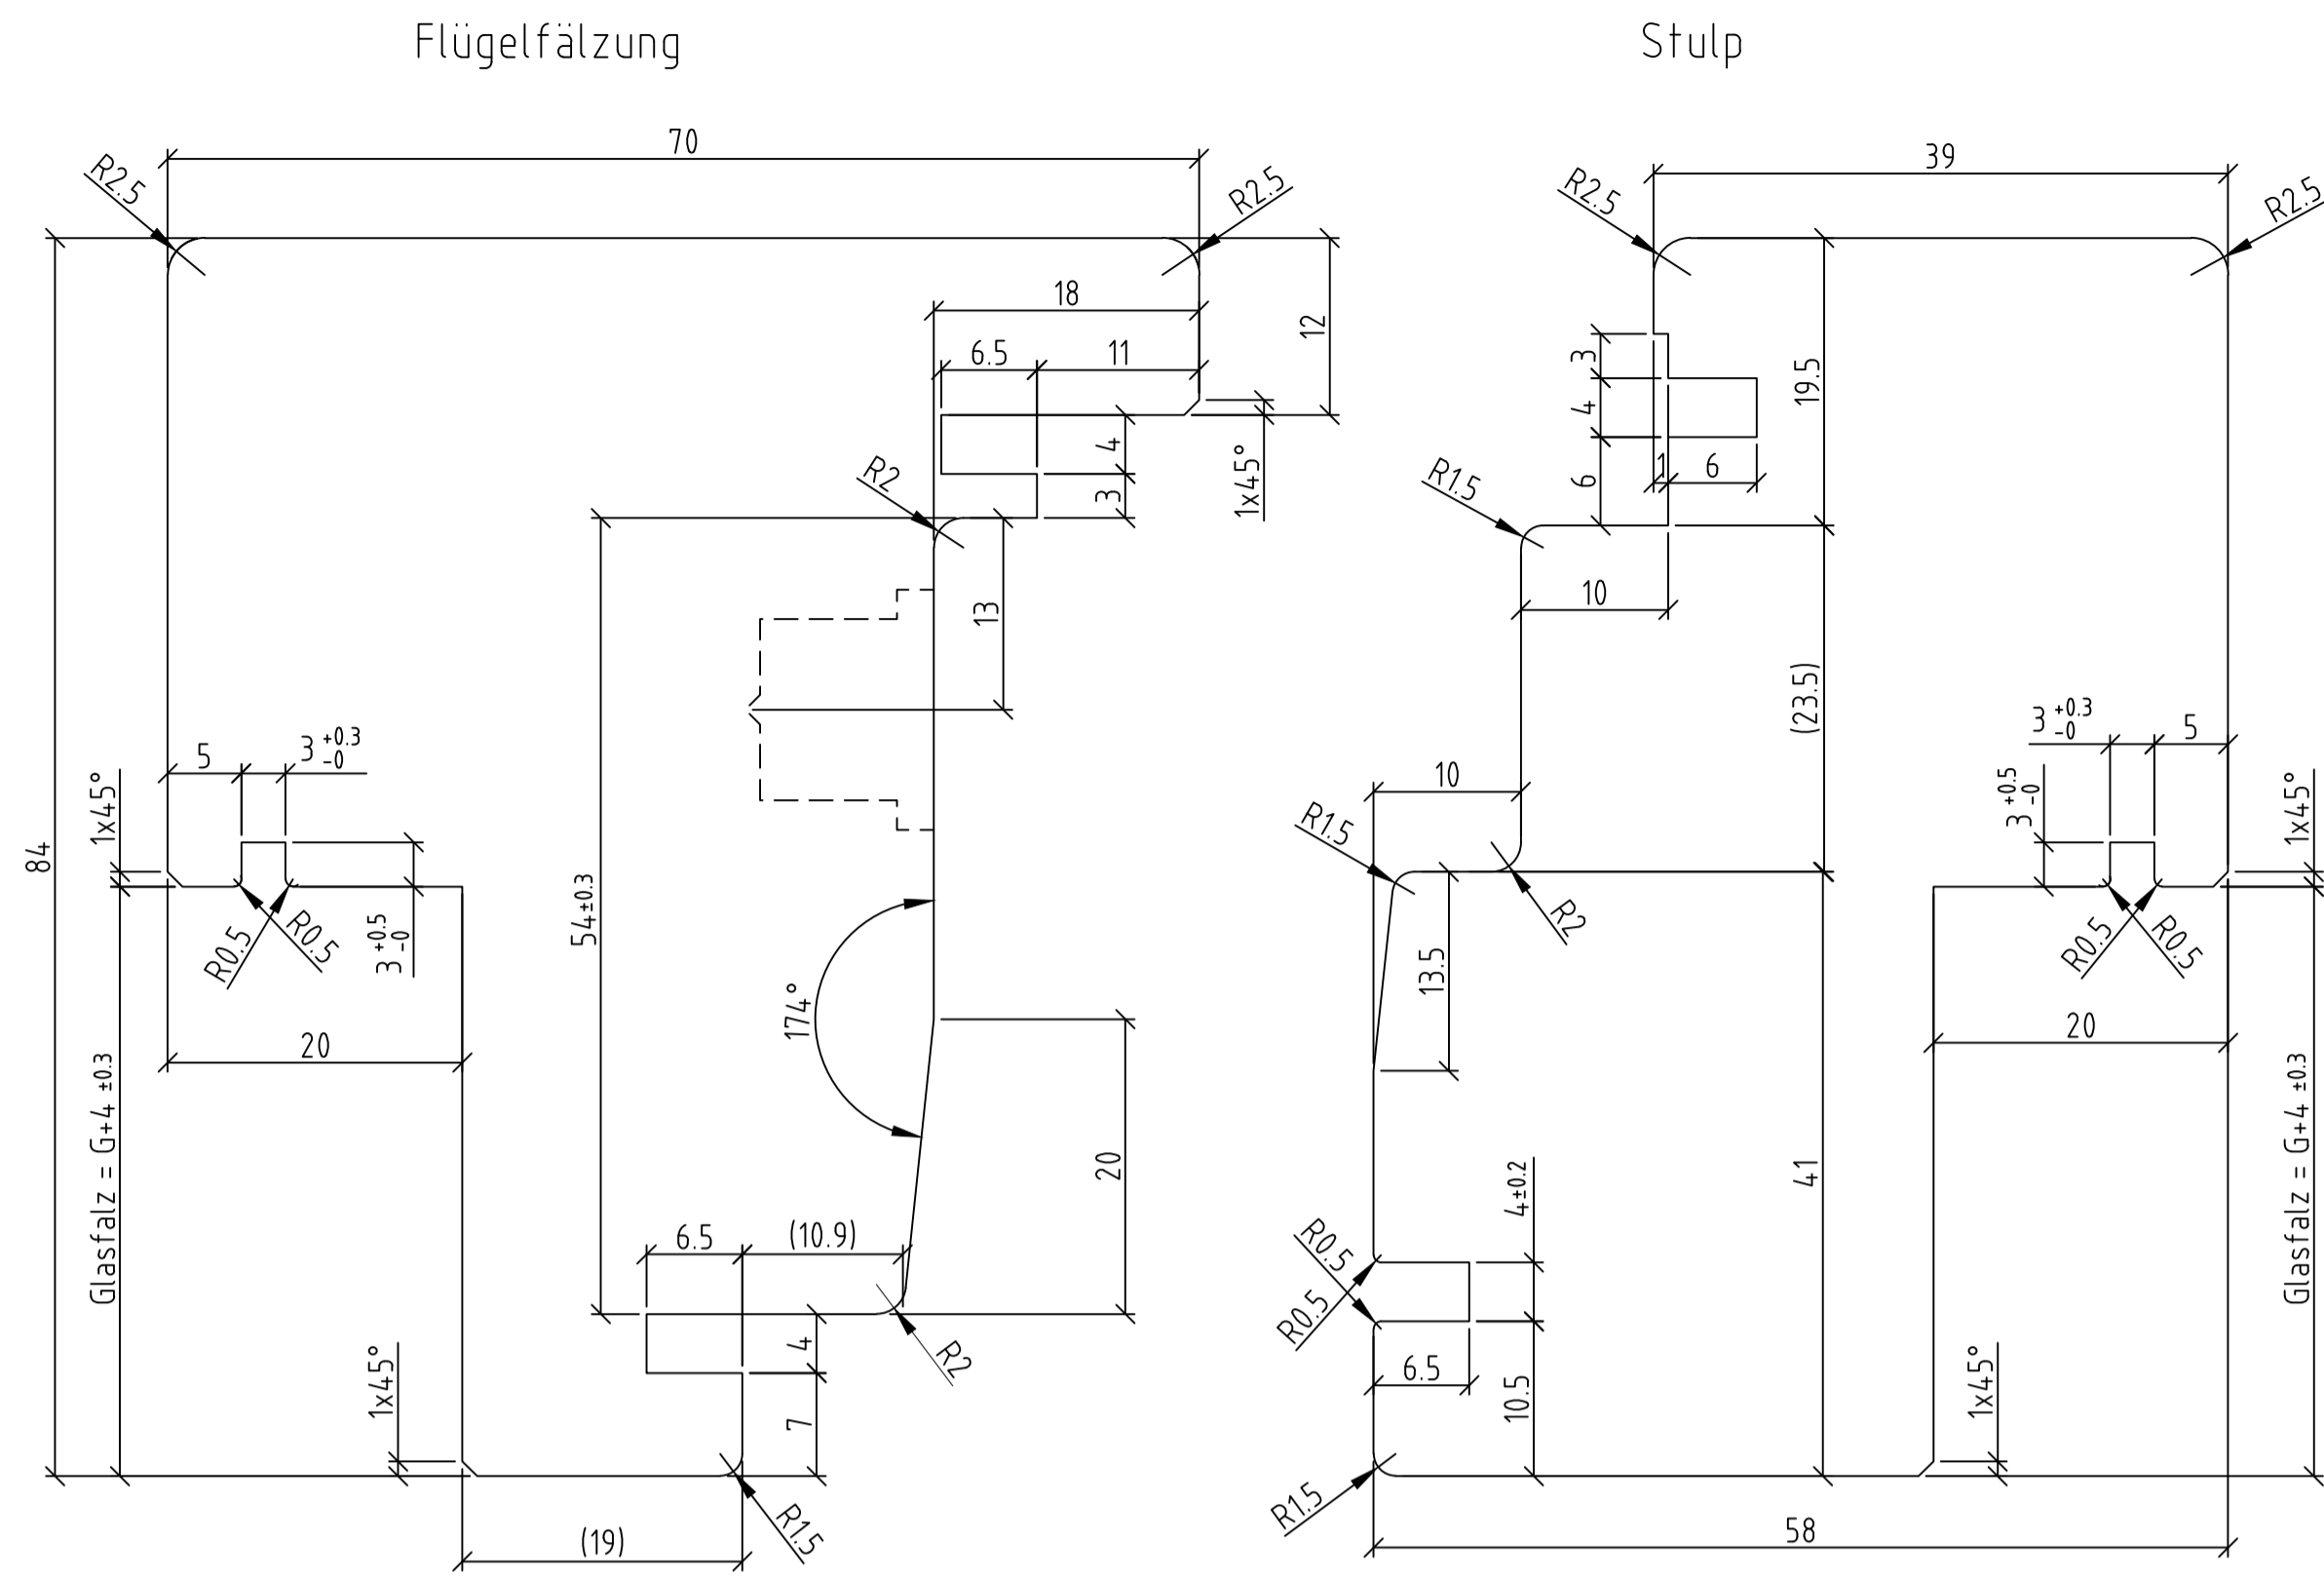 Flügelfälzung
Stulp
70
39
R2.5
R2.5
R2.5
R2.5
18
12
6.5
11
3
19.5
4
4
1
6
R2
3
1x45°
R1.5
6
13
10
(23.5)
3 +0.3 -0
5
5
3 +0.3 -0
10
1x45°
3 +0.5 -0
1x45°
R1.5
84
54±0.3
R0.5
R0.5
3 +0.5 -0
R2
R0.5
R0.5
13.5
174°
20
20
Glasfalz = G+4 ±0.3
20
41
4±0.2
Glasfalz = G+4 ±0.3
6.5
(10.9)
R0.5
R0.5
4
R2
6.5
10.5
1x45°
1x45°
7
R1.5
R1.5
(19)
58